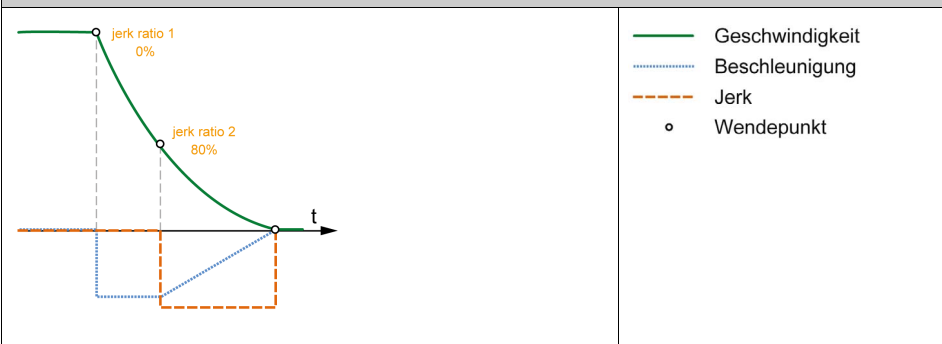 jerk ratio 1
0%
jerk ratio 2
80%
t
Geschwindigkeit
Beschleunigung
Jerk
Wendepunkt